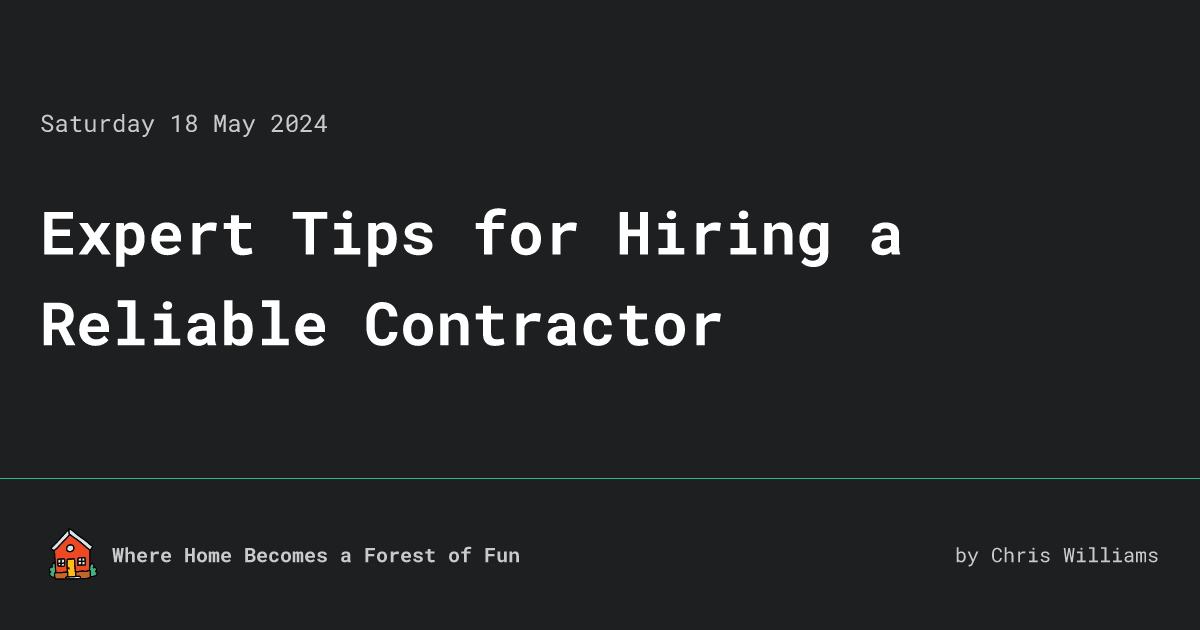 Saturday 18 May 2024
Expert Tips for Hiring a
Reliable Contractor
Where Home Becomes a Forest of Fun
by Chris Williams